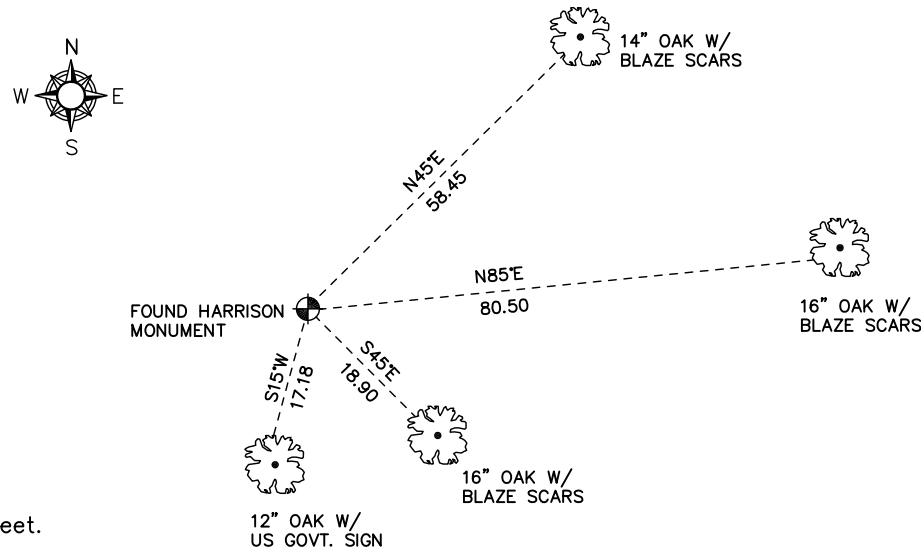 N
W E
S
14" OAK W/
BLAZE SCARS
N45°E
58.45
N85°E
80.50
16" OAK W/
BLAZE SCARS
FOUND HARRISON
MONUMENT
S15°W
17.18
S45°E
18.90
16" OAK W/
BLAZE SCARS
12" OAK W/
US GOVT. SIGN
eet.